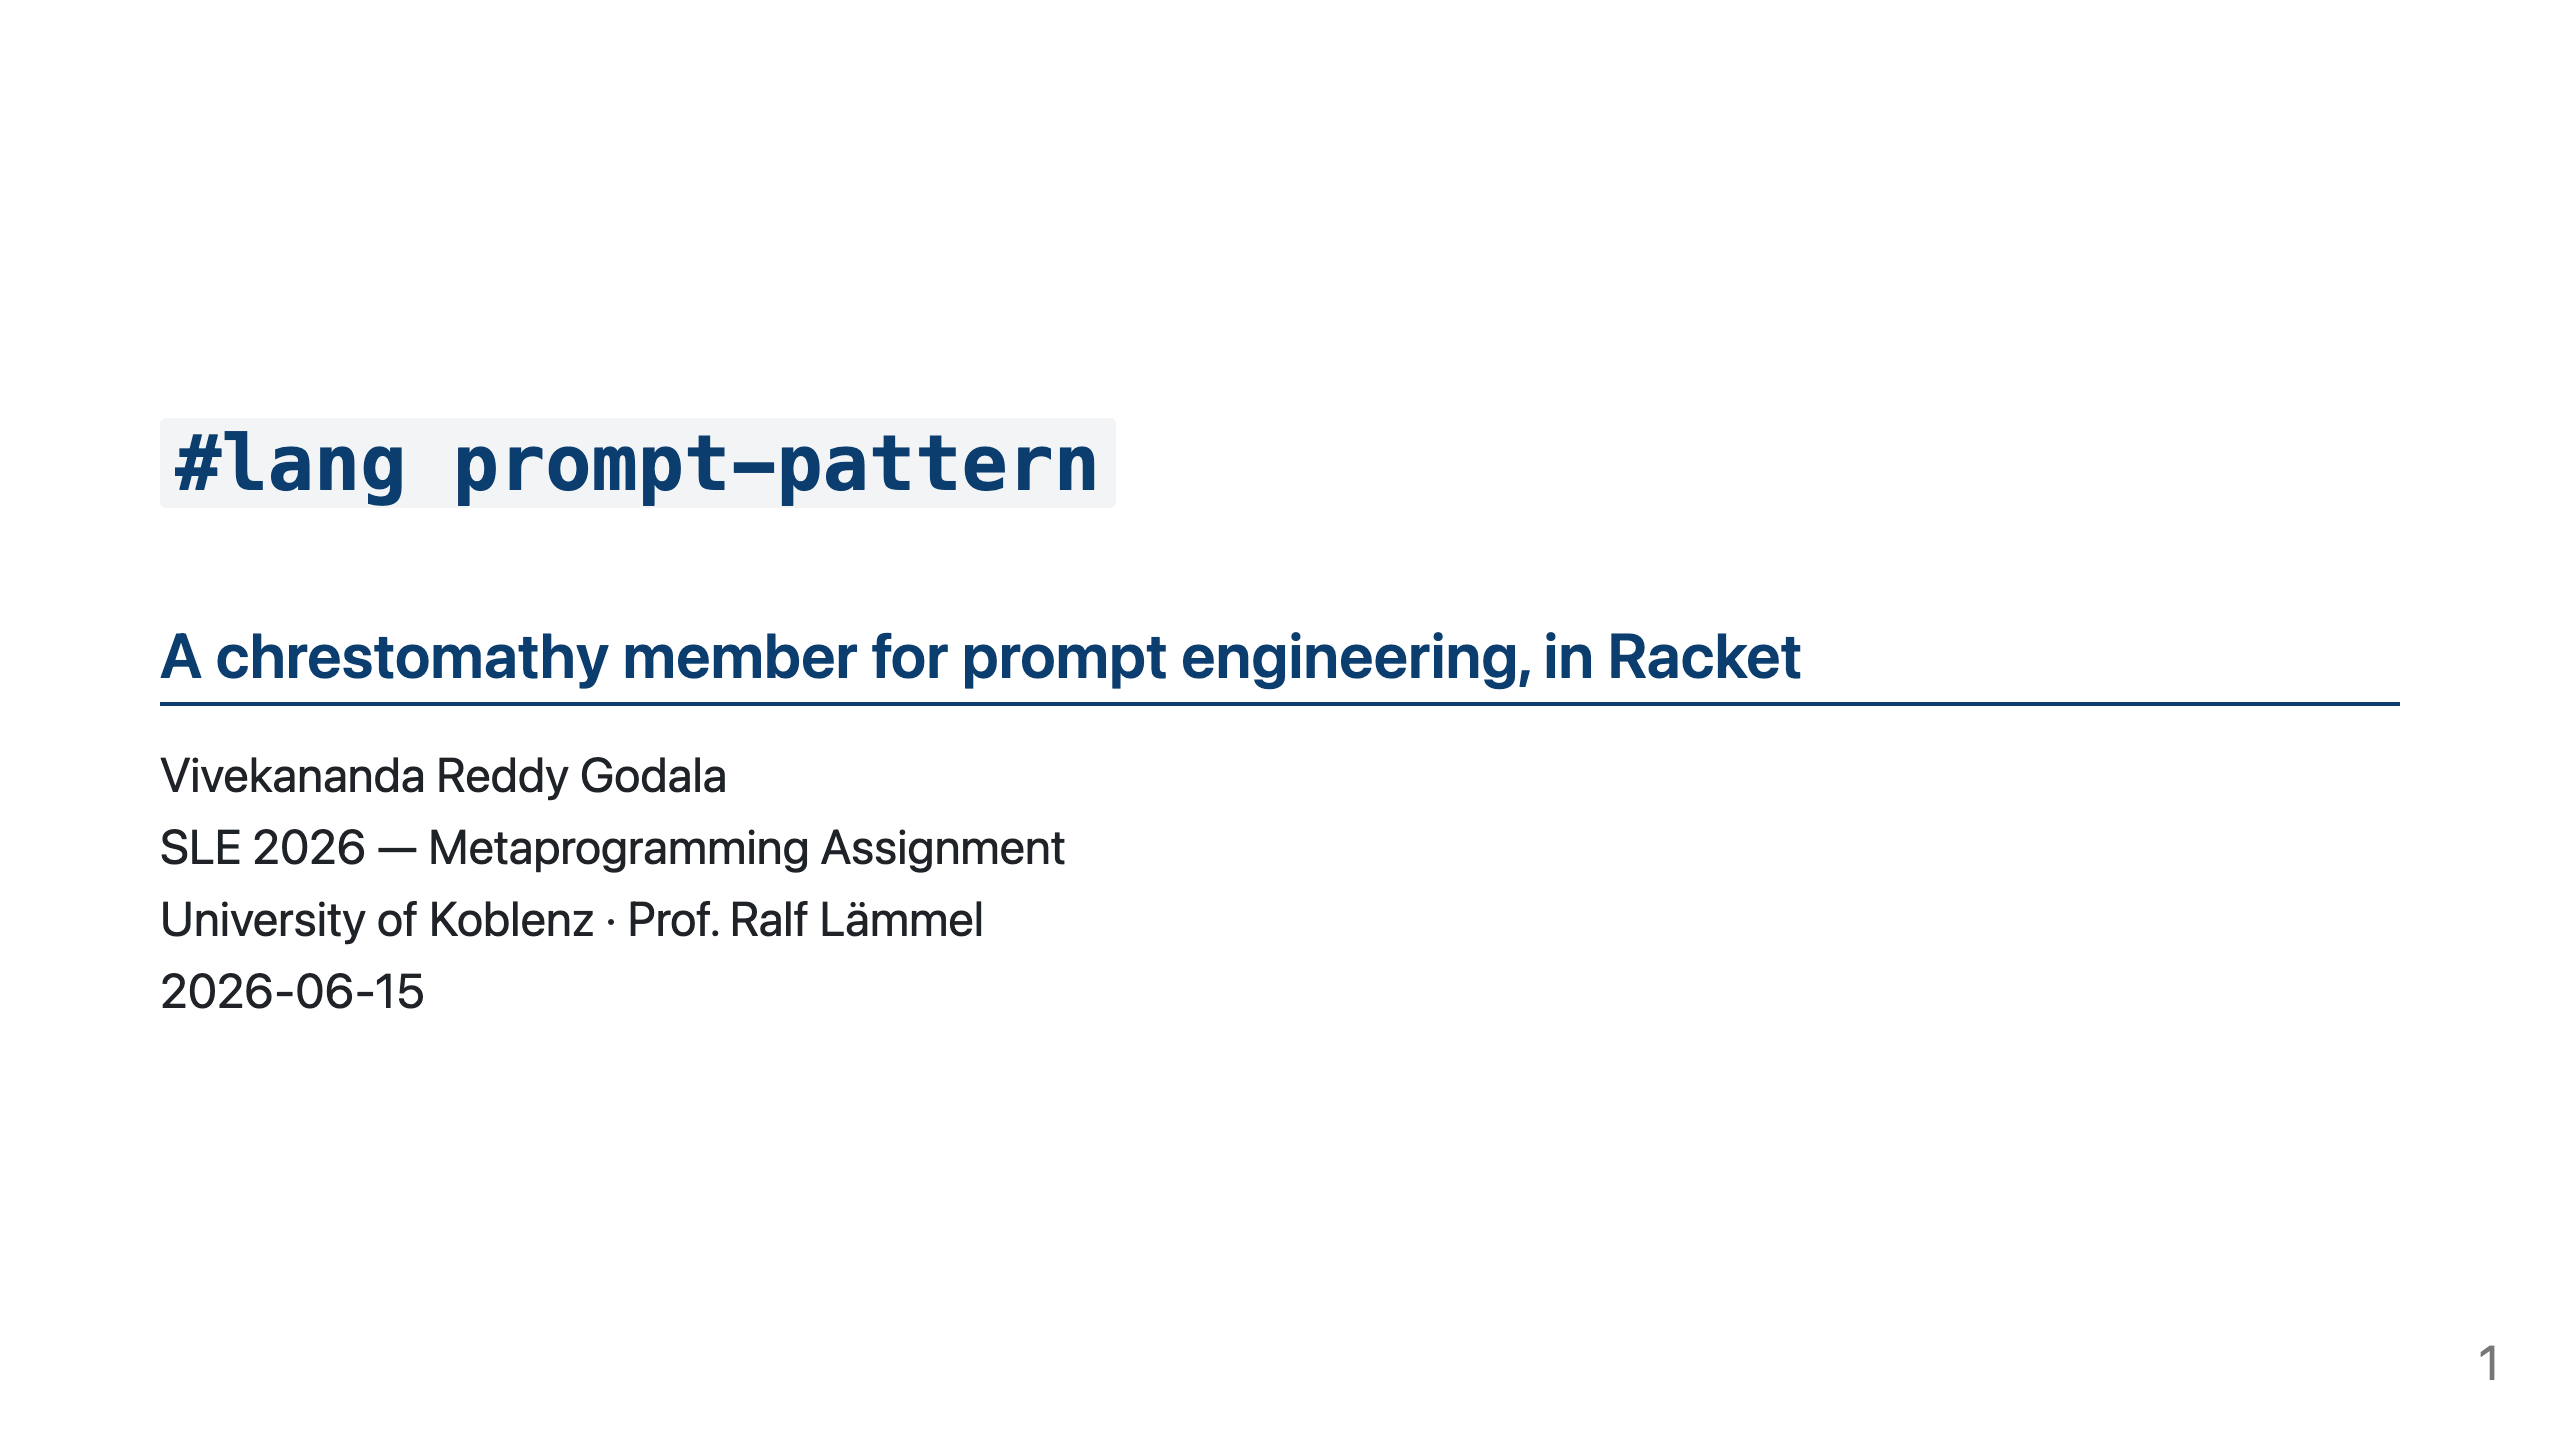 #lang prompt-pattern
A chrestomathy member for prompt engineering, in Racket
Vivekananda Reddy Godala
SLE 2026 — Metaprogramming Assignment
University of Koblenz · Prof. Ralf Lämmel
2026-06-15
1